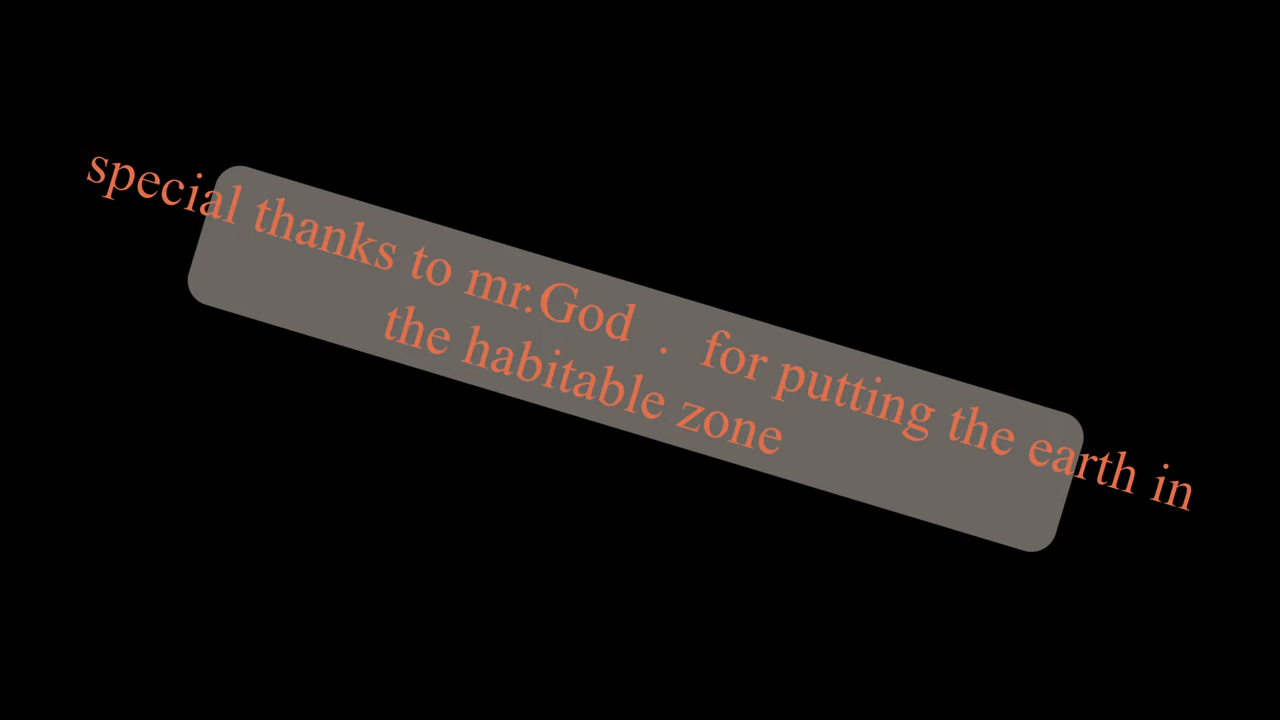 special thanks to mr.God . for putting the earth in
the habitable zone